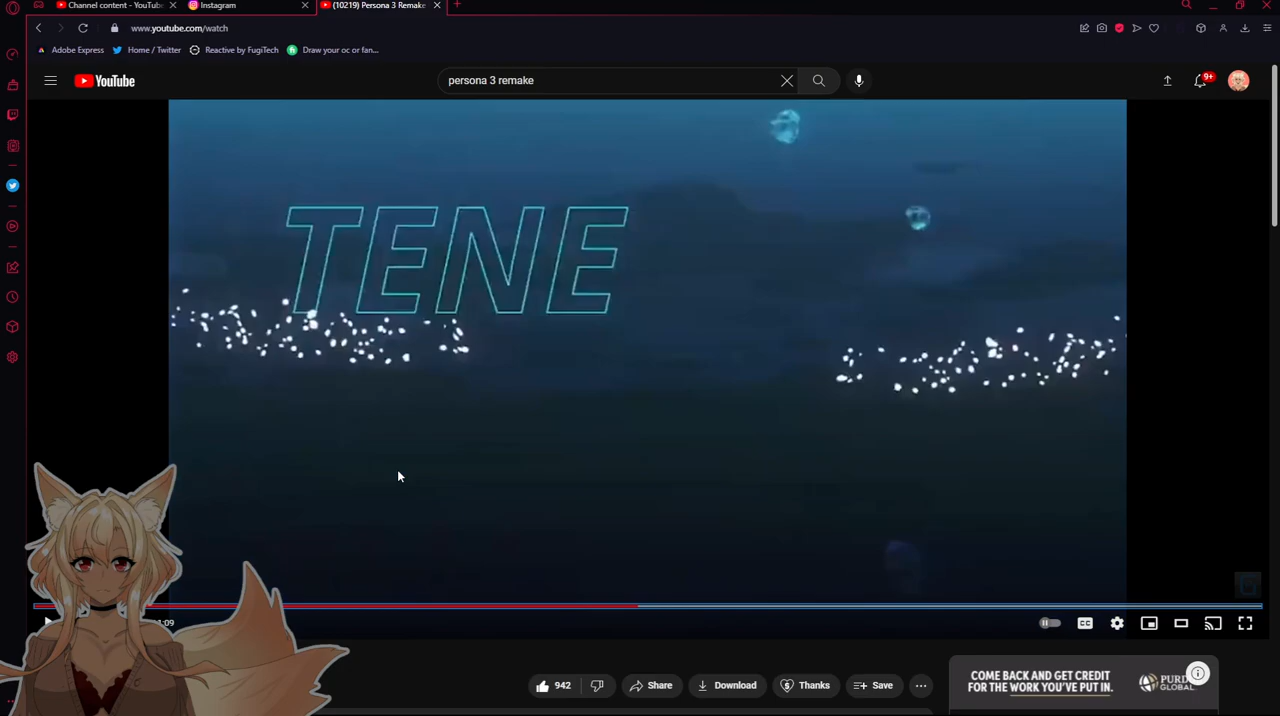 Channel content - YouTube
Instagram
(10219) Persona 3 Remake
www.youtube.com/watch
Adobe Express
Home / Twitter
Reactive by FugiTech
Draw your oc or fan...
YouTube
persona 3 remake
9+
TENE
1:09
CC
942
Share
Download
Thanks
Save
COME BACK AND GET CREDIT
FOR THE WORK YOU'VE PUT IN.
GLOBAL